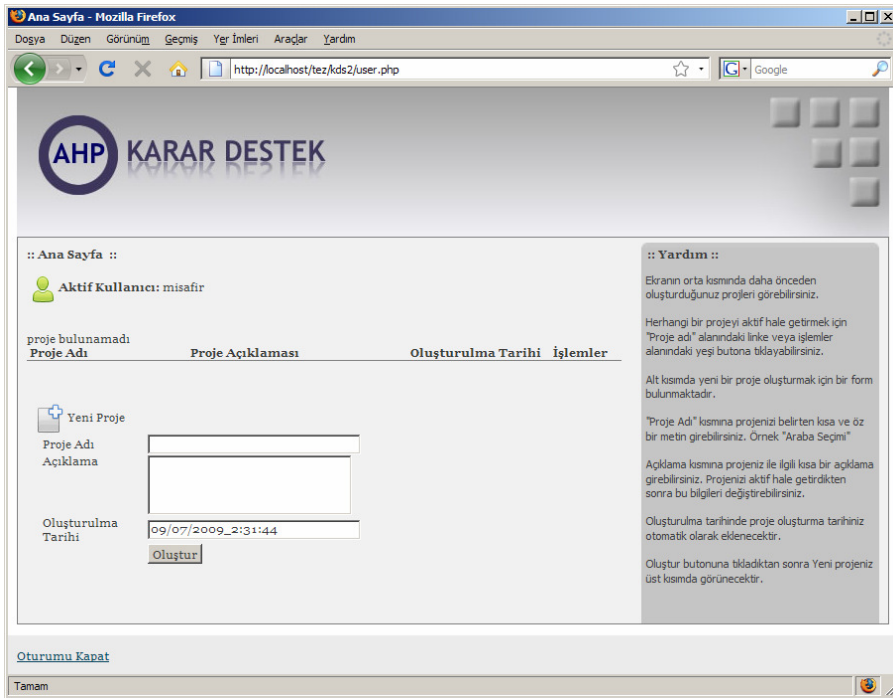 Ana Sayfa - Mozilla Firefox
Dosya Düzen Görünüm Geçmiş Yer İmleri Araçlar Yardım
http://localhost/tez/kds2/user.php
G Google
AHP KARAR DESTEK
:: Ana Sayfa ::
Aktif Kullanıcı: misafir
proje bulunamadı
Proje Adı Proje Açıklaması Oluşturulma Tarihi İşlemler
Yeni Proje
Proje Adı
Açıklama
Oluşturulma
Tarihi
09/07/2009_2:31:44
Oluştur
:: Yardım ::
Ekranın orta kısmında daha önceden
oluşturduğunuz projleri görebilirsiniz.
Herhangi bir projeyi aktif hale getirmek için
"Proje adı" alanındaki linke veya işlemler
alanındaki yeşi butona tıklayabilirsiniz.
Alt kısımda yeni bir proje oluşturmak için bir form
bulunmaktadır.
"Proje Adı" kısmına projenizi belirten kısa ve öz
bir metin girebilirsiniz. Örnek "Araba Seçimi"
Açıklama kısmına projeniz ile ilgili kısa bir açıklama
girebilirsiniz. Projenizi aktif hale getirdikten
sonra bu bilgileri değiştirebilirsiniz.
Oluşturulma tarihinde proje oluşturma tarihiniz
otomatik olarak eklenecektir.
Oluştur butonuna tıkladıktan sonra Yeni projeniz
üst kısımda görünecektir.
Oturumu Kapat
Tamam